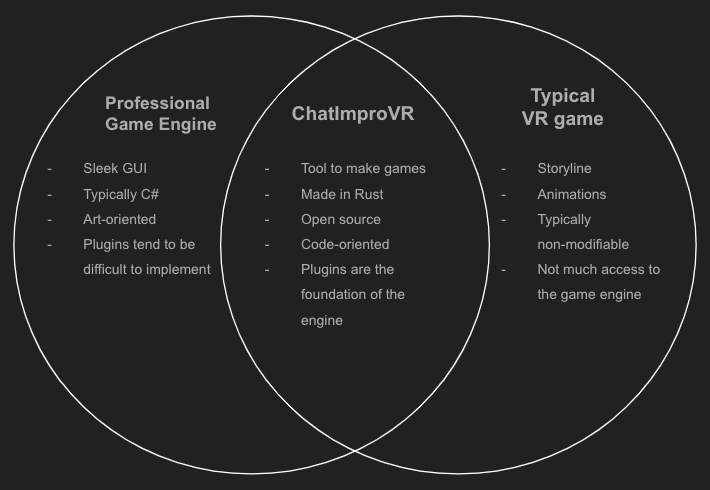 Professional
Game Engine
- Sleek GUI
- Typically C#
- Art-oriented
- Plugins tend to be
difficult to implement
ChatImproVR
- Tool to make games
- Made in Rust
- Open source
- Code-oriented
- Plugins are the
foundation of the
engine
Typical
VR game
- Storyline
- Animations
- Typically
non-modifiable
- Not much access to
the game engine